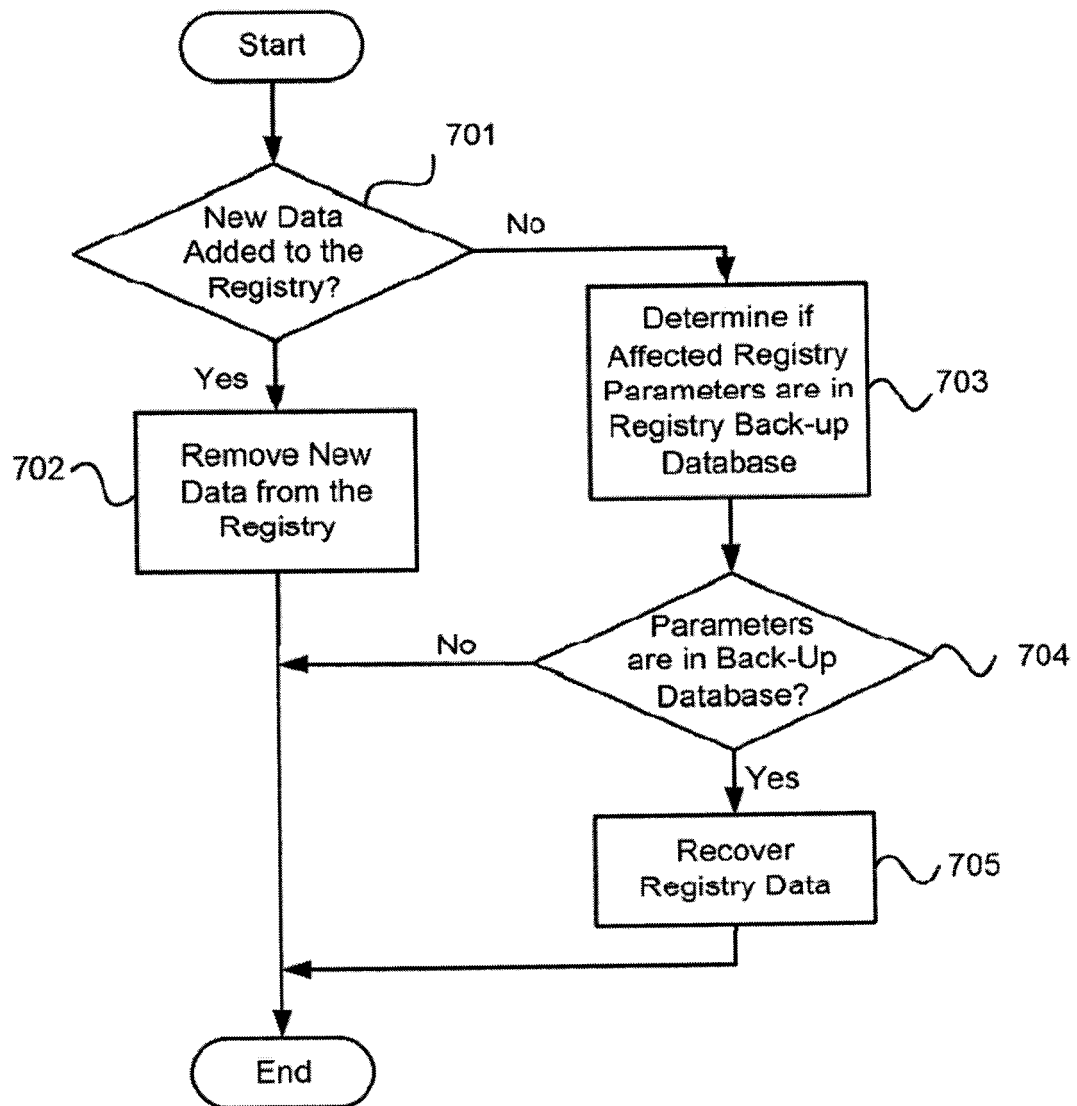 Start
701
New Data
Added to the
Registry?
No
Yes
Determine if
Affected Registry
Parameters are in
Registry Back-up
Database
703
702
Remove New
Data from the
Registry
No
Parameters
are in Back-Up
Database?
704
Yes
Recover
Registry Data
705
End